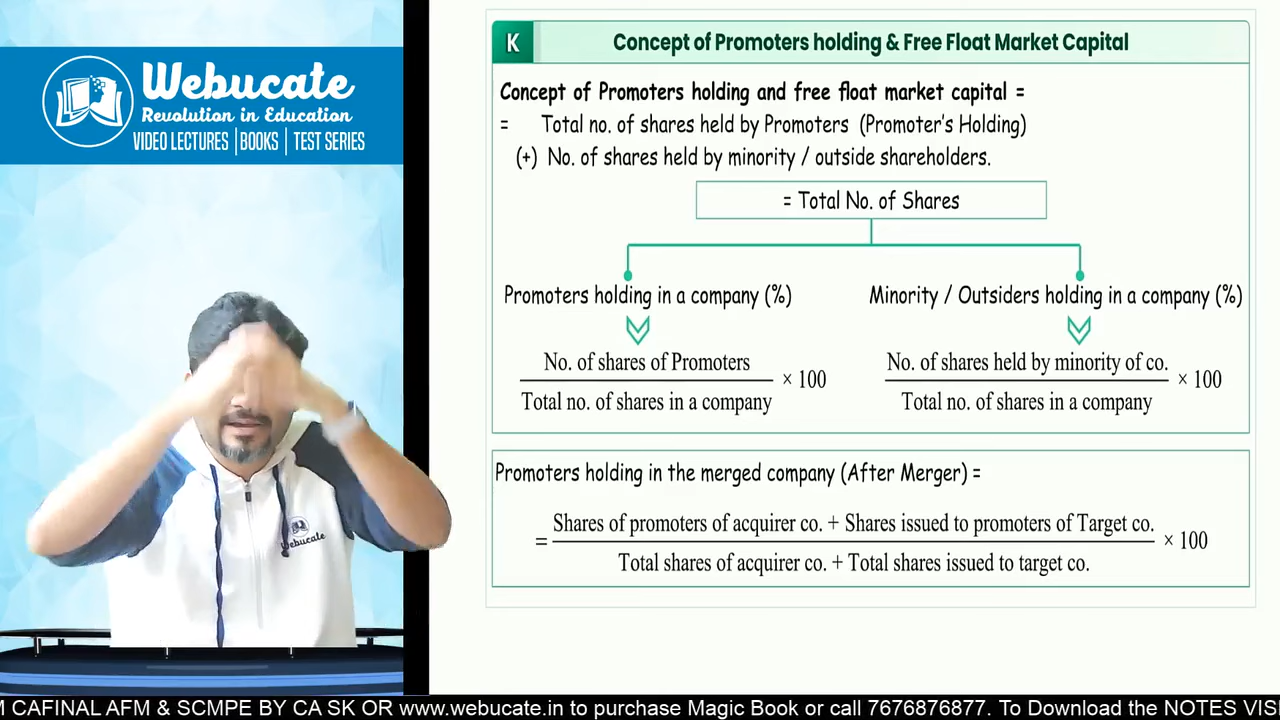 Webucate
Revolution in Education
VIDEO LECTURES | BOOKS | TEST SERIES
Webucate
K
Concept of Promoters holding & Free Float Market Capital
Concept of Promoters holding and free float market capital =
= Total no. of shares held by Promoters (Promoter's Holding)
(+) No. of shares held by minority / outside shareholders.
= Total No. of Shares
Promoters holding in a company (%)
Minority / Outsiders holding in a company (%)
No. of shares of Promoters
Total no. of shares in a company
× 100
No. of shares held by minority of co.
Total no. of shares in a company
× 100
Promoters holding in the merged company (After Merger) =
= Shares of promoters of acquirer co. + Shares issued to promoters of Target co.
Total shares of acquirer co. + Total shares issued to target co.
× 100
M CAFINAL AFM & SCMPE BY CA SK OR www.webucate.in to purchase Magic Book or call 7676876877. To Download the NOTES VIS